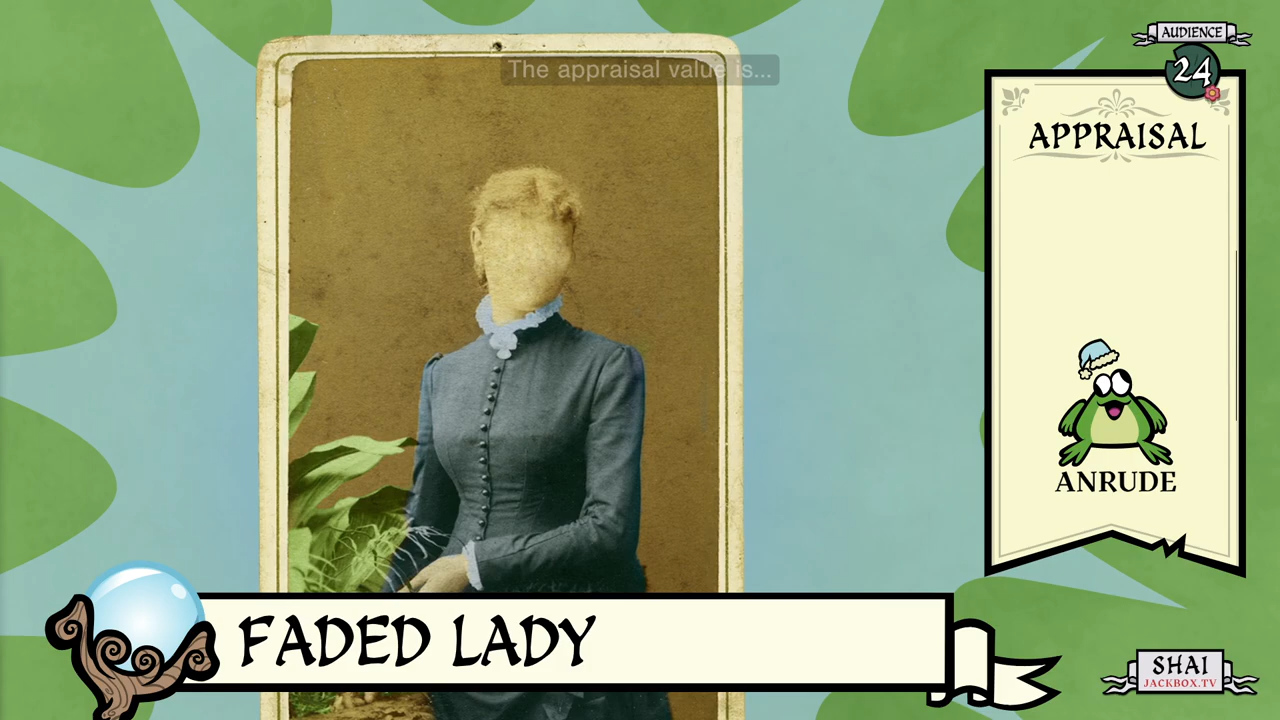 AUDIENCE
24
The appraisal value is...
APPRAISAL
ANRUDE
FADED LADY
SHAI
JACKBOX.TV